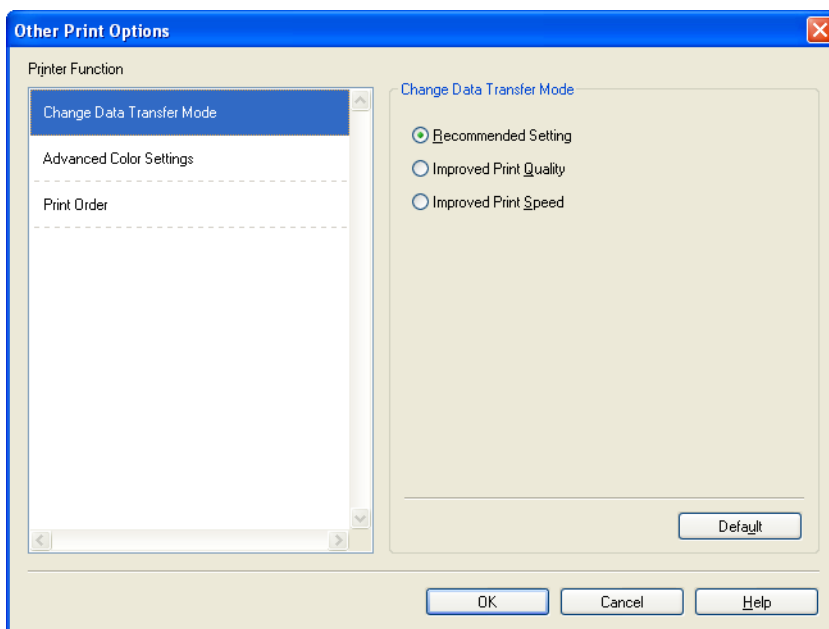 Other Print Options
Printer Function
Change Data Transfer Mode
Advanced Color Settings
Print Order
Change Data Transfer Mode
Recommended Setting
Improved Print Quality
Improved Print Speed
Default
OK
Cancel
Help